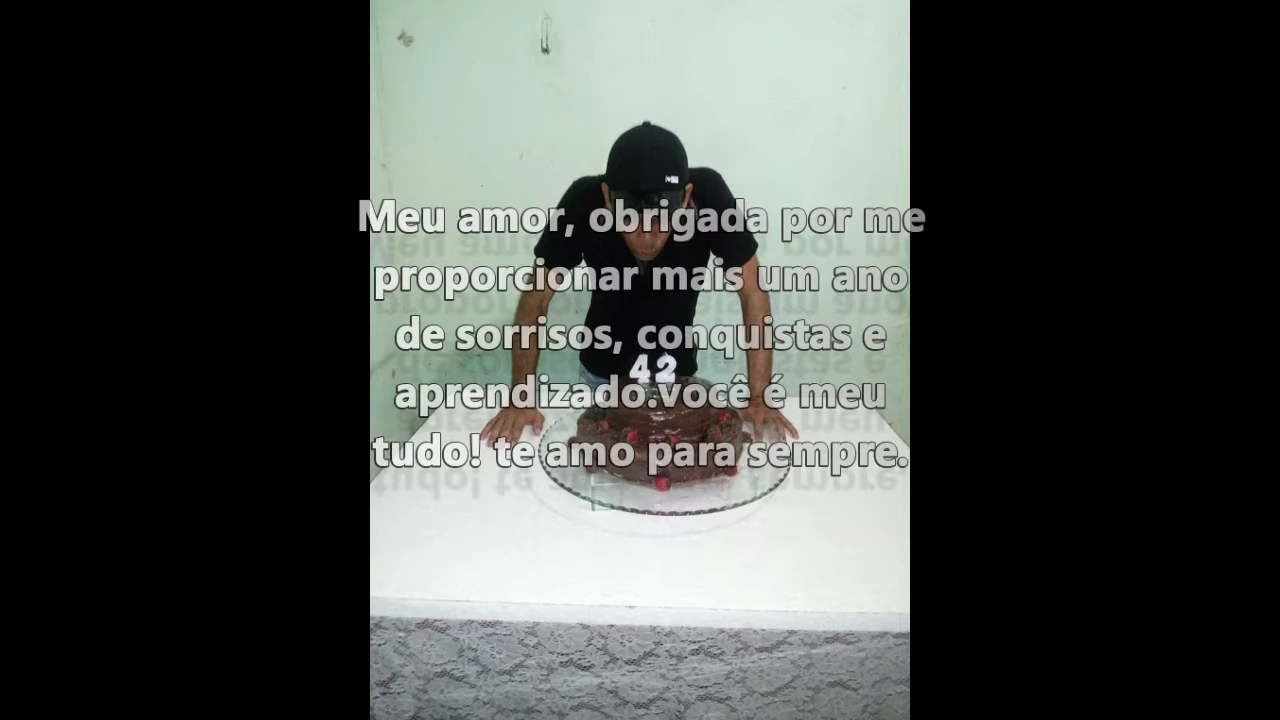 Meu amor, obrigada por me
proporcionar mais um ano
de sorrisos, conquistas e
aprendizado.você é meu
tudo! te amo para sempre.
42